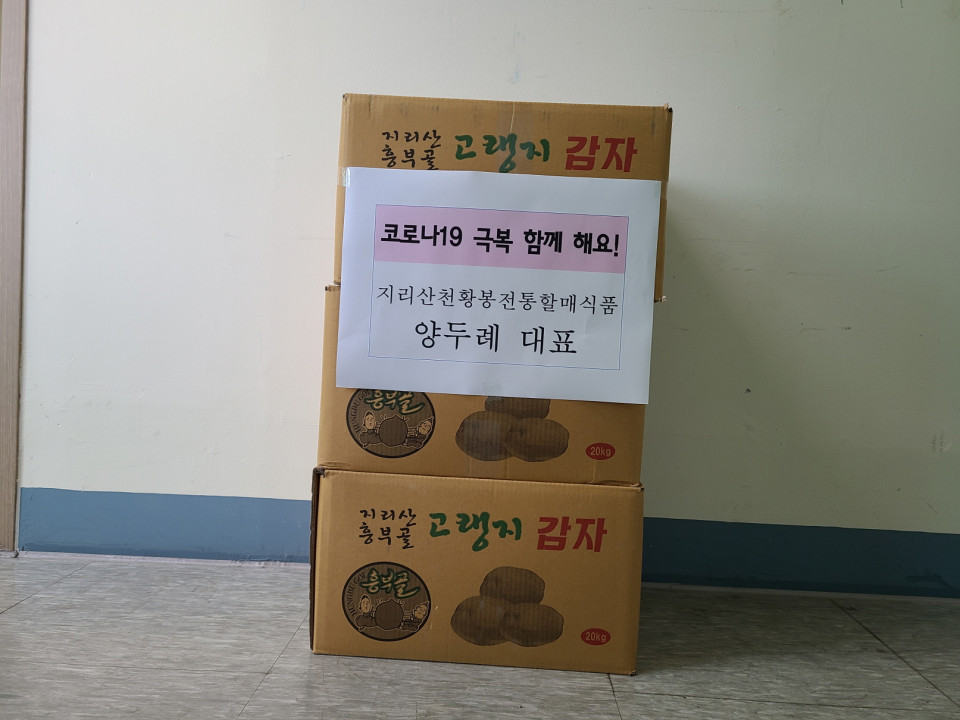 지리산
흥부골
고랭지 감자
코로나19 극복 함께 해요!
지리산천황봉전통할매식품
양두례 대표
흥부골
20kg
지리산
흥부골
고랭지 감자
흥부골
20kg